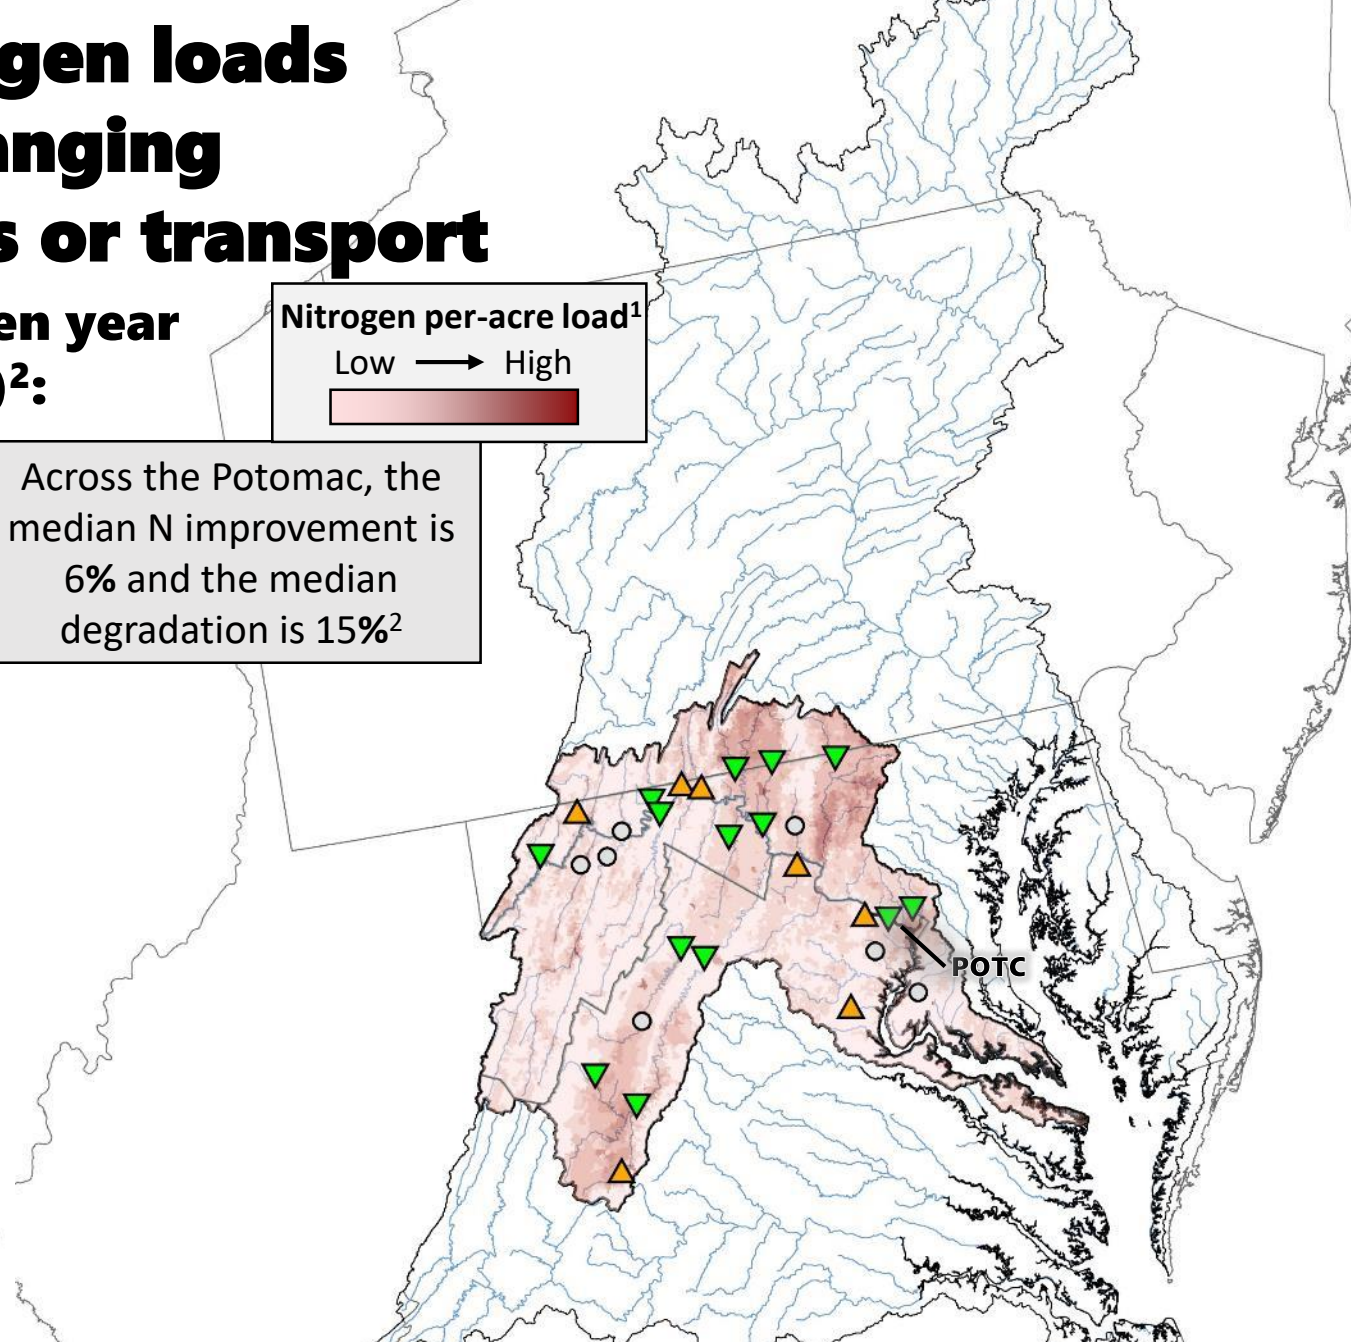 gen loads
anging
s or transport
en year
)²:
Nitrogen per-acre load¹
Low → High
Across the Potomac, the
median N improvement is
6% and the median
degradation is 15%²
POTC